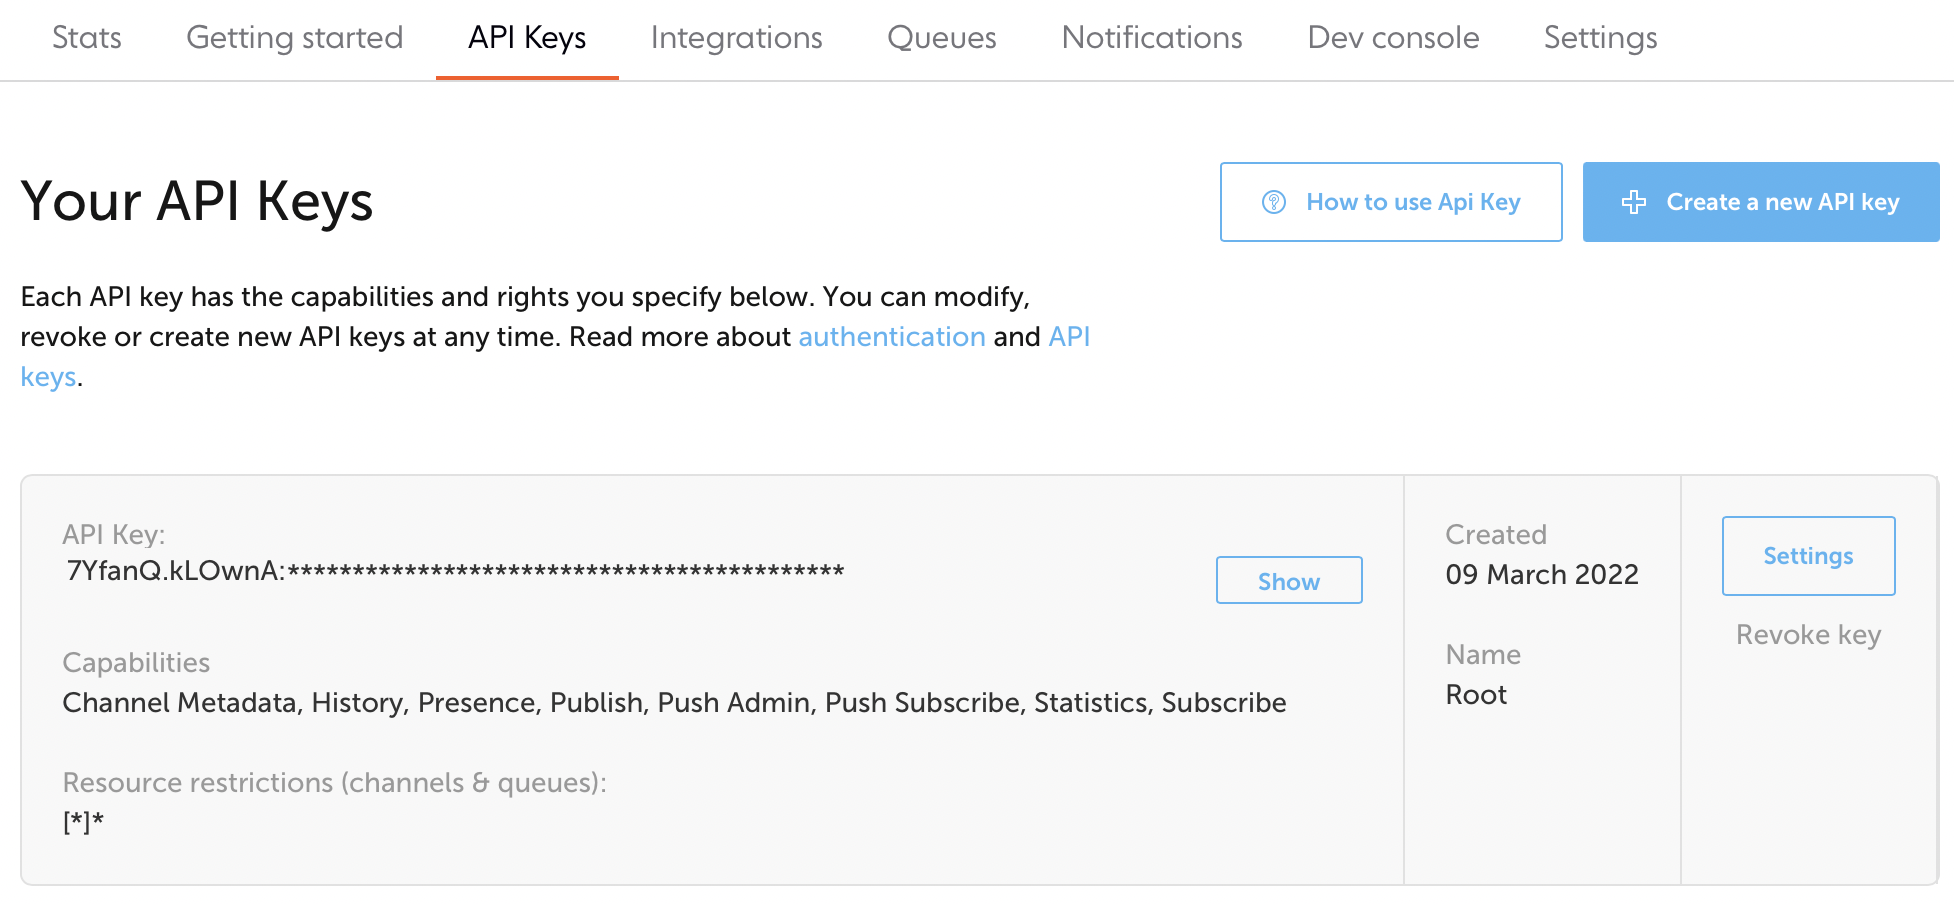 Stats Getting started API Keys Integrations Queues Notifications Dev console Settings
Your API Keys
How to use Api Key
Create a new API key
Each API key has the capabilities and rights you specify below. You can modify,
revoke or create new API keys at any time. Read more about authentication and API
keys.
API Key:
7YfanQ.kLOwnA:*******************************************
Show
Capabilities
Channel Metadata, History, Presence, Publish, Push Admin, Push Subscribe, Statistics, Subscribe
Resource restrictions (channels & queues):
[*]*
Created
09 March 2022
Name
Root
Settings
Revoke key